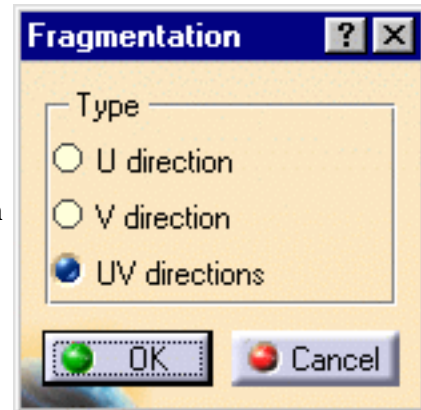 Fragmentation ? ×
Type
U direction
V direction
UV directions
OK Cancel